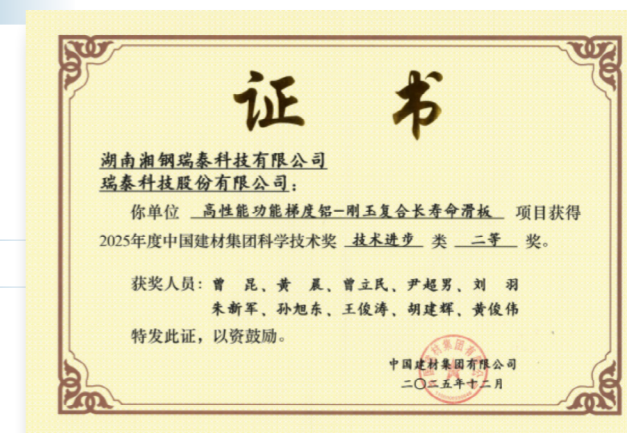 证 书
湖南湘钢瑞泰科技有限公司
瑞泰科技股份有限公司：
你单位 高性能功能梯度铝-刚玉复合长寿命滑板 项目获得
2025年度中国建材集团科学技术奖 技术进步 类 二等 奖。
获奖人员：曾 昆、黄 晨、曾立民、尹超男、刘 羽
朱新军、孙旭东、王俊涛、胡建辉、黄俊伟
特发此证，以资鼓励。
中国建材集团有限公司
二〇二五年十二月